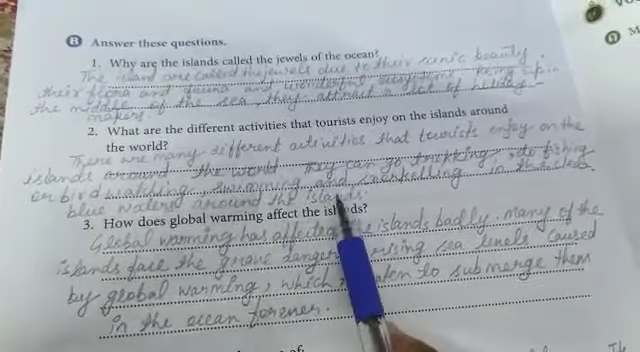 B Answer these questions.
1. Why are the islands called the jewels of the ocean?
The island are called the jewels due to their scenic beauty,
their flora and fauna and wonderful ecosystem. Being up in
the middle of the sea, they attract a lot of holiday-
makers.
2. What are the different activities that tourists enjoy on the islands around
the world?
There are many different activities that tourists enjoy on the
islands around the world. They can go trekking, fishing
or bird watching, swimming and snorkelling in the clear
blue waters around the islands.
3. How does global warming affect the islands?
Global warming has affected the islands badly. Many of the
islands face the grave danger rising sea levels caused
by global warming, which to submerge them
in the ocean forever.
of